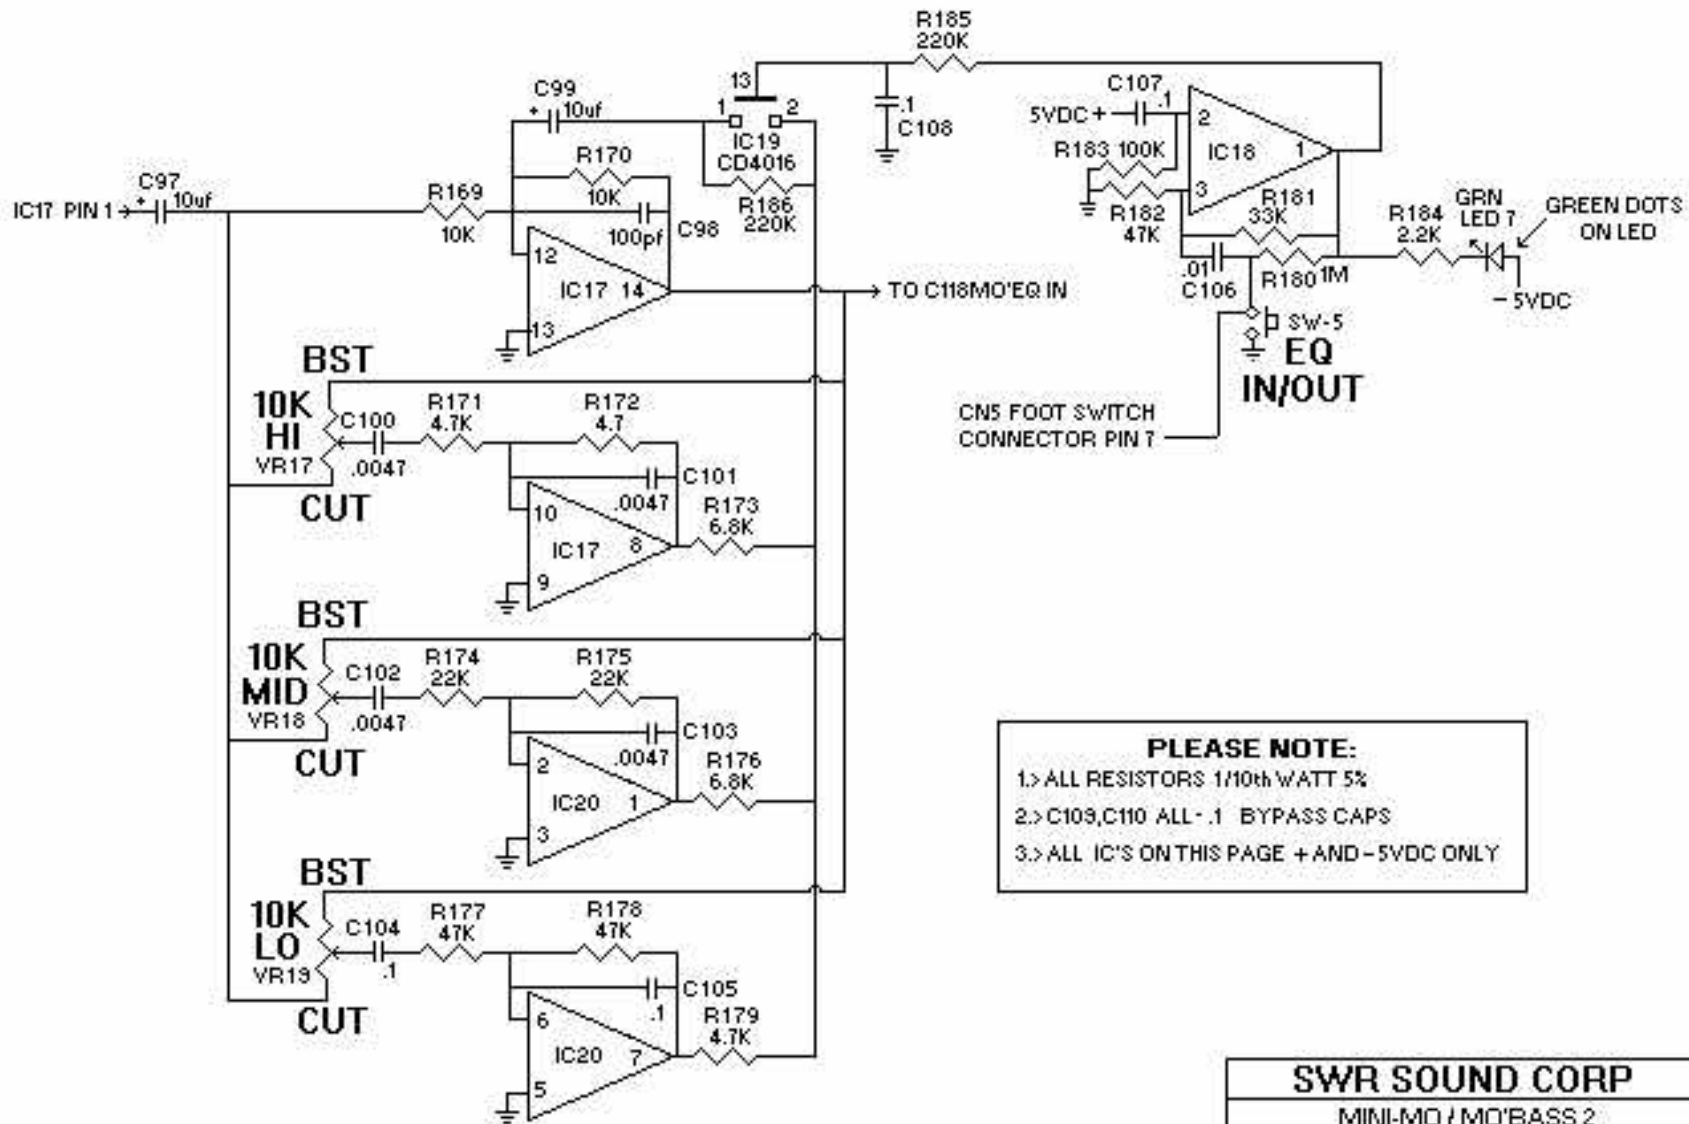 R185
220K
C99
+ 10uf
13
1 2
IC19
CD4016
.1
C108
C107
.1
5VDC+
2
IC18 1
3
R183 100K
R182
47K
R181
33K
.01
C106
R180 1M
R184
2.2K
GRN
LED 7
GREEN DOTS
ON LED
-5VDC
SW-5
EQ
IN/OUT
CN5 FOOT SWITCH
CONNECTOR PIN 7
R170
10K
R186
220K
IC17 PIN 1
C97
+ 10uf
R169
10K
100pf
C98
12
IC17 14
13
TO C118MO'EQ IN
BST
10K
HI
VR17
CUT
C100
.0047
R171
4.7K
R172
4.7
C101
.0047
R173
6.8K
10
IC17 8
9
BST
10K
MID
VR18
CUT
C102
.0047
R174
22K
R175
22K
C103
.0047
R176
6.8K
2
IC20 1
3
BST
10K
LO
VR19
CUT
C104
.1
R177
47K
R178
47K
C105
.1
R179
4.7K
6
IC20 7
5
PLEASE NOTE:
1.>ALL RESISTORS 1/10th WATT 5%
2.>C109,C110 ALL-.1 BYPASS CAPS
3.>ALL IC'S ON THIS PAGE +AND-5VDC ONLY
SWR SOUND CORP
MINI-MO / MO'BASS 2